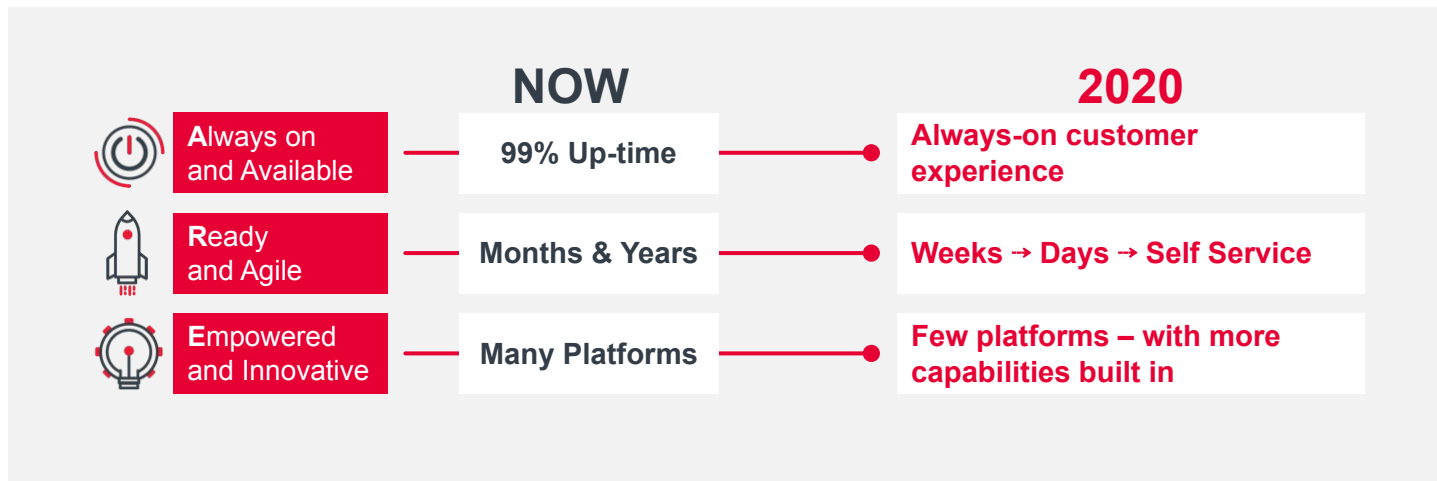 NOW
2020
Always on
and Available
99% Up-time
Always-on customer
experience
Ready
and Agile
Months & Years
Weeks ⇢ Days ⇢ Self Service
Empowered
and Innovative
Many Platforms
Few platforms – with more
capabilities built in